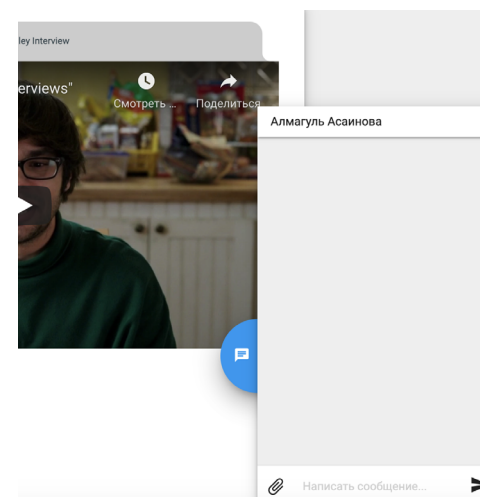 ley Interview
erviews"
Смотреть ...
Поделиться
Алмагуль Асаинова
Написать сообщение...